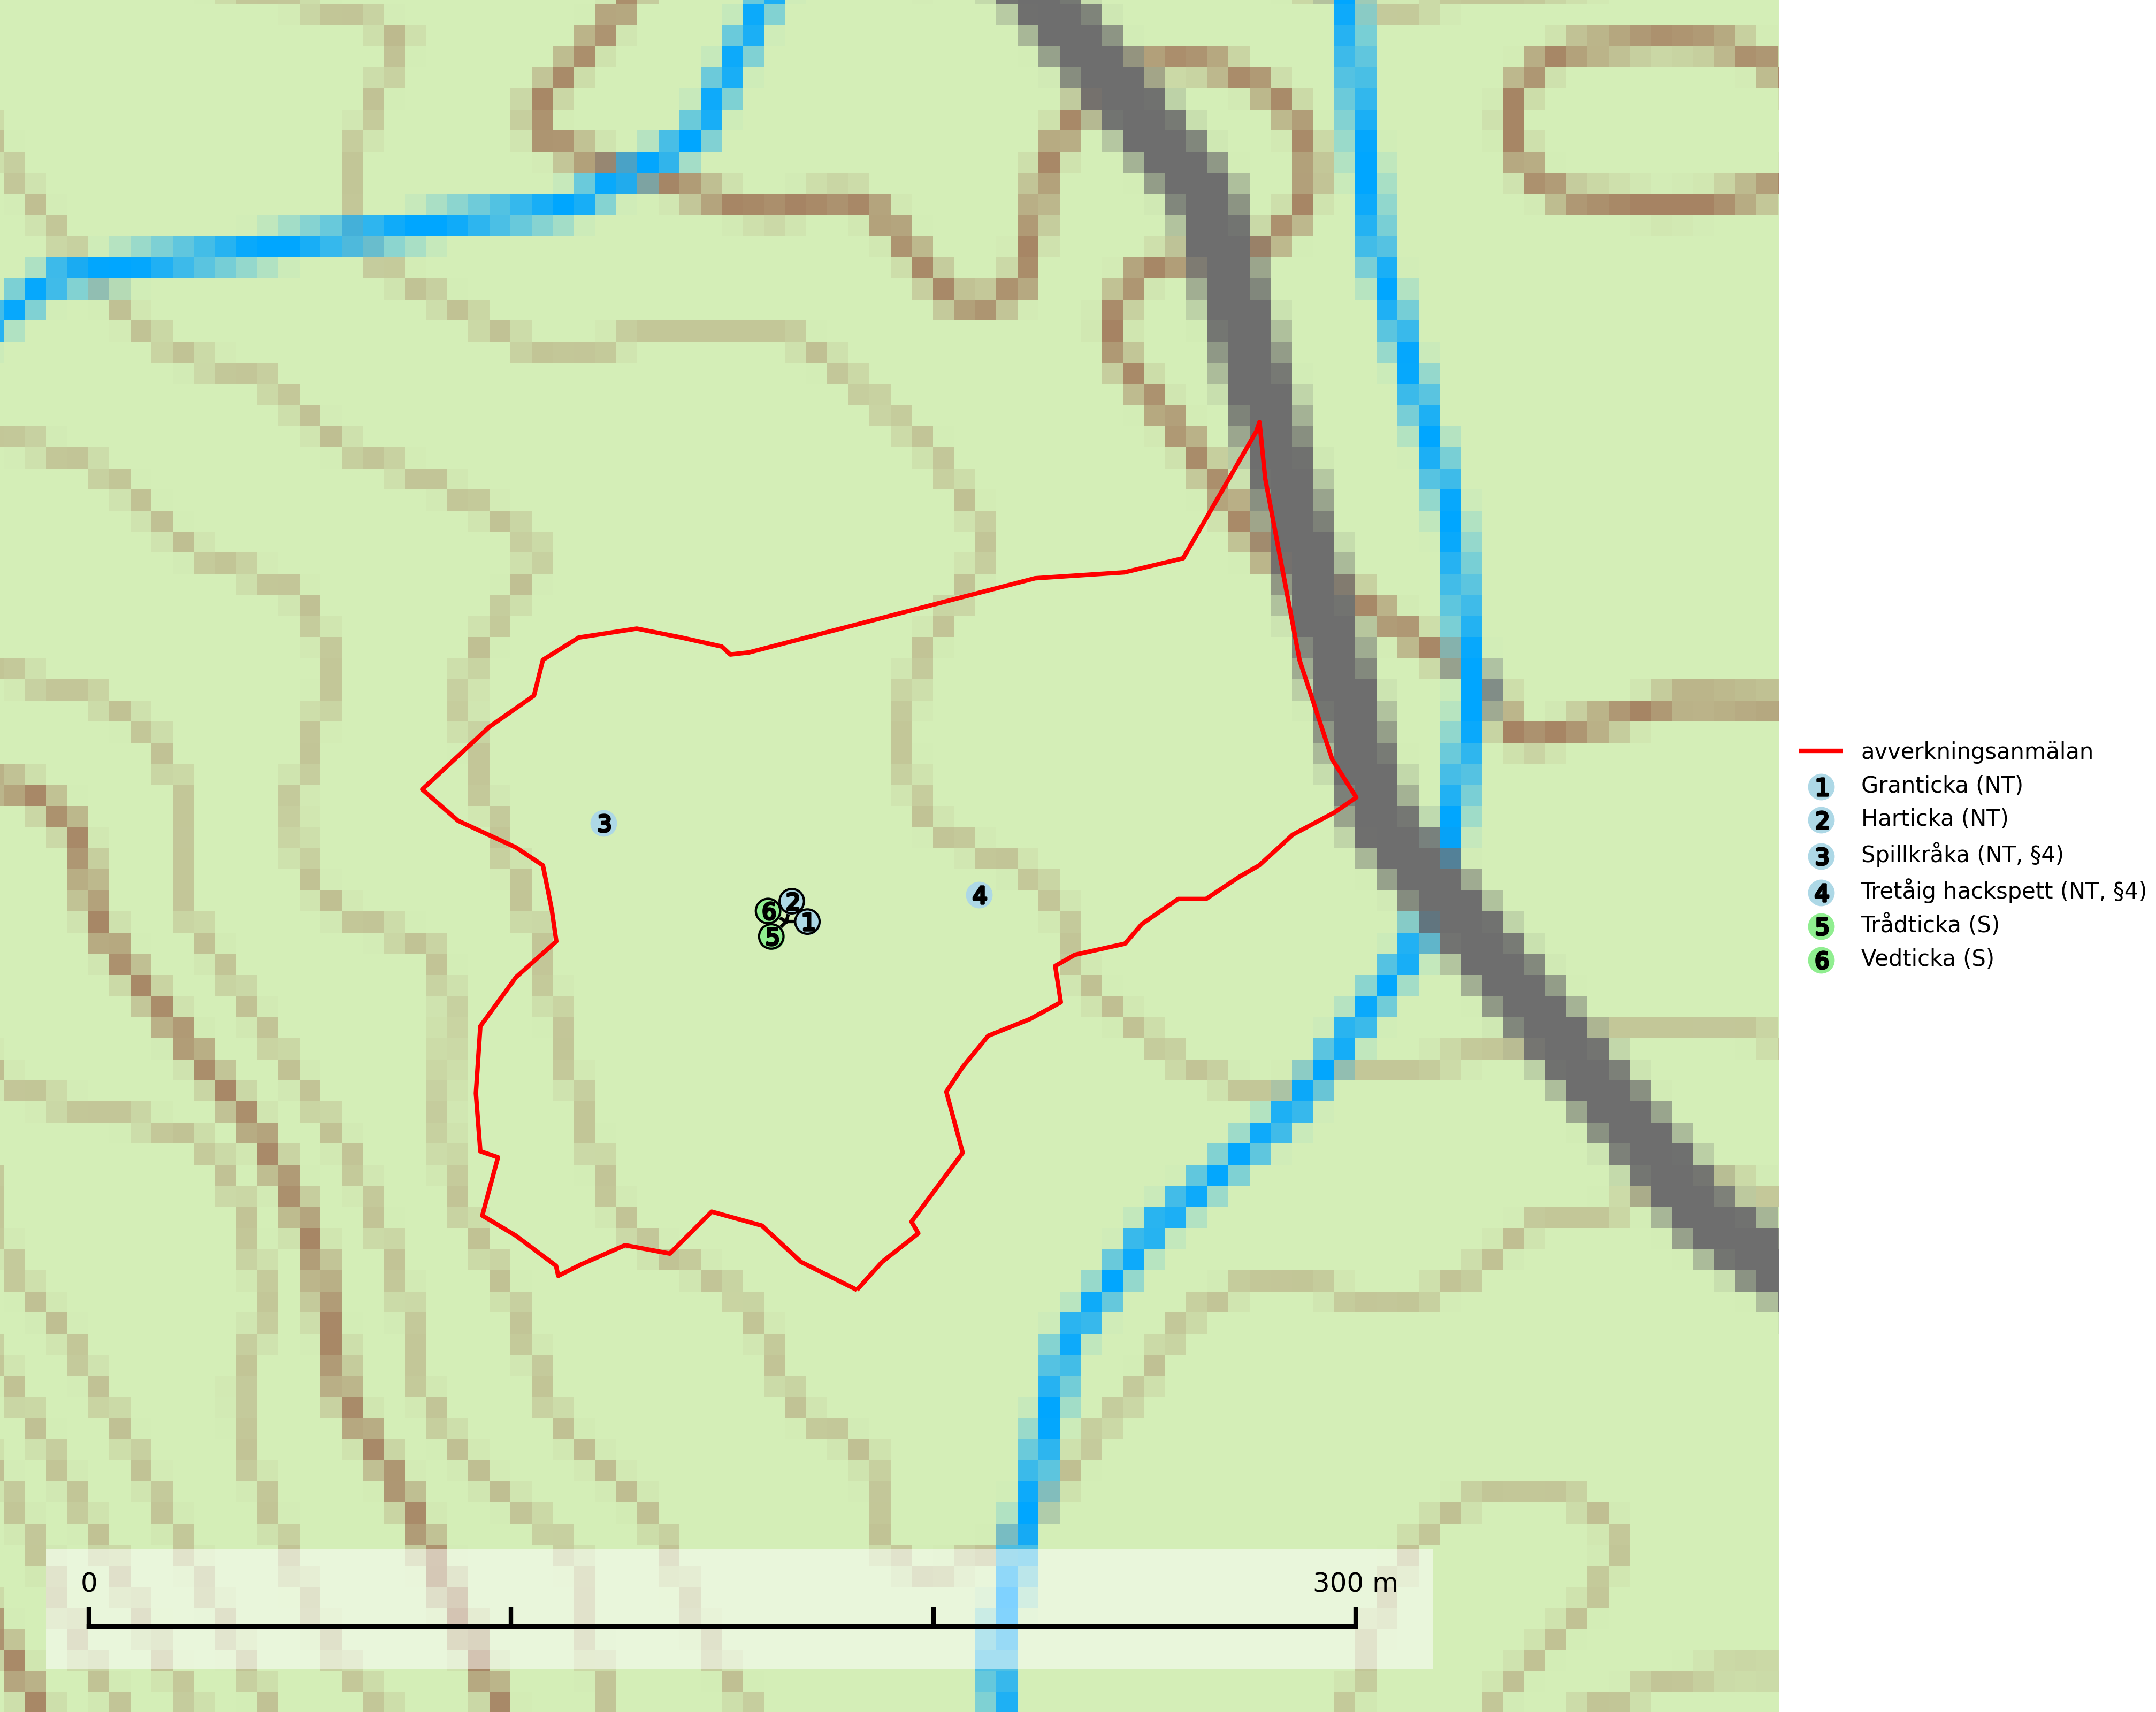 3
4
2
6
1
5
avverkningsanmälan
1 Granticka (NT)
2 Harticka (NT)
3 Spillkråka (NT, §4)
4 Tretåig hackspett (NT, §4)
5 Trådticka (S)
6 Vedticka (S)
0 300 m